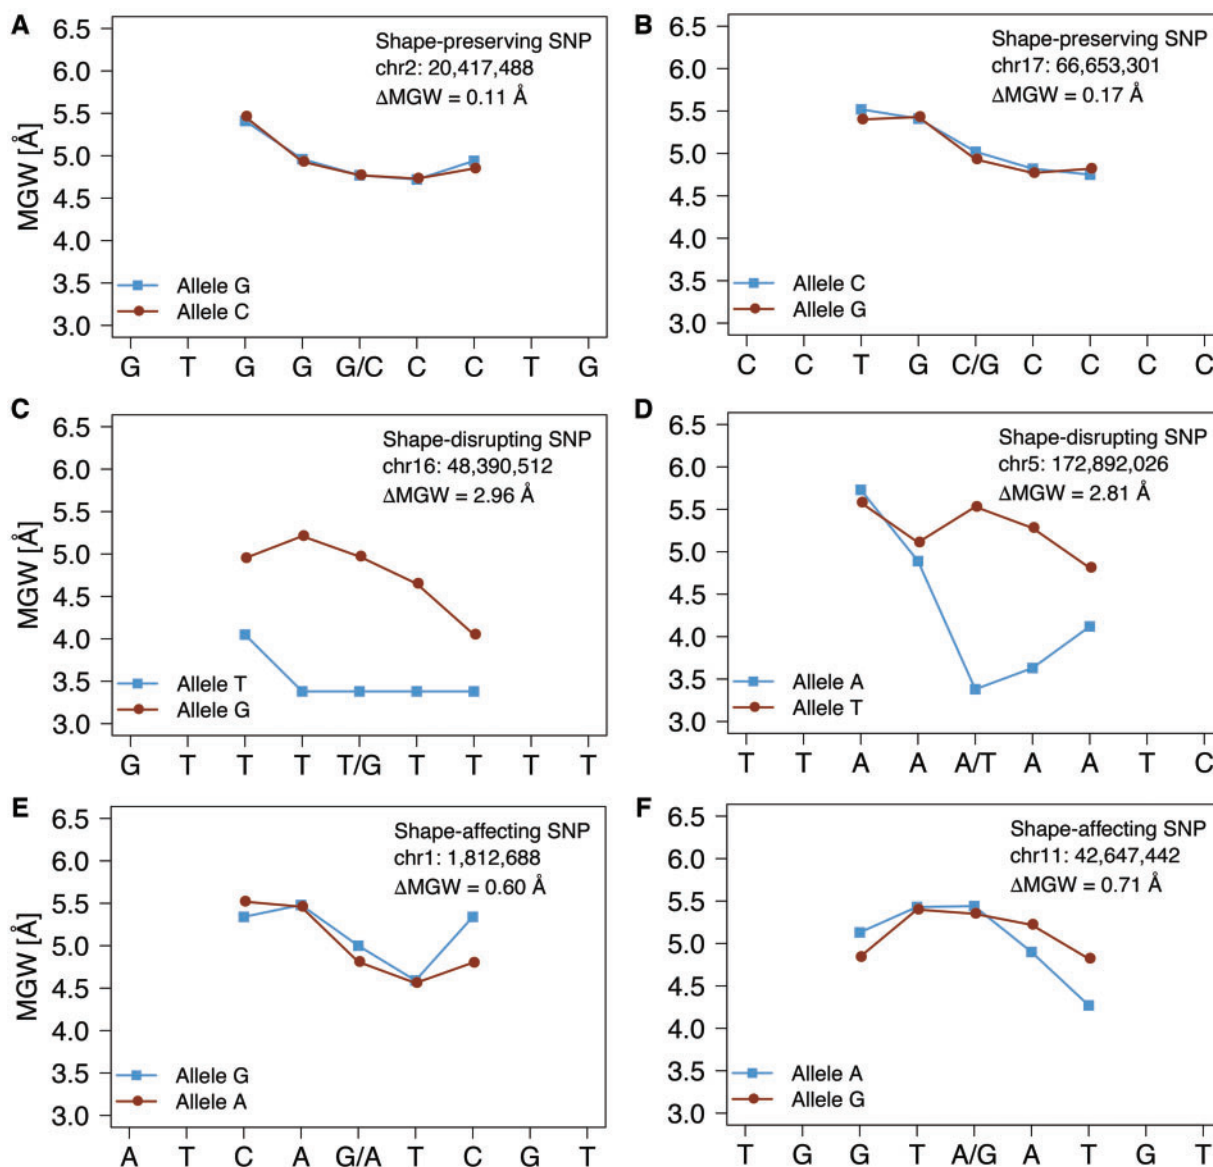 A
Shape-preserving SNP
chr2: 20,417,488
ΔMGW = 0.11 Å
MGW [Å]
6.5
6.0
5.5
5.0
4.5
4.0
3.5
3.0
Allele G
Allele C
G T G G G/C C C T G
B
Shape-preserving SNP
chr17: 66,653,301
ΔMGW = 0.17 Å
6.5
6.0
5.5
5.0
4.5
4.0
3.5
3.0
Allele C
Allele G
C C T G C/G C C C C
C
Shape-disrupting SNP
chr16: 48,390,512
ΔMGW = 2.96 Å
MGW [Å]
6.5
6.0
5.5
5.0
4.5
4.0
3.5
3.0
Allele T
Allele G
G T T T T/G T T T T
D
Shape-disrupting SNP
chr5: 172,892,026
ΔMGW = 2.81 Å
6.5
6.0
5.5
5.0
4.5
4.0
3.5
3.0
Allele A
Allele T
T T A A A/T A A T C
E
Shape-affecting SNP
chr1: 1,812,688
ΔMGW = 0.60 Å
MGW [Å]
6.5
6.0
5.5
5.0
4.5
4.0
3.5
3.0
Allele G
Allele A
A T C A G/A T C G T
F
Shape-affecting SNP
chr11: 42,647,442
ΔMGW = 0.71 Å
6.5
6.0
5.5
5.0
4.5
4.0
3.5
3.0
Allele A
Allele G
T G G T A/G A T G T